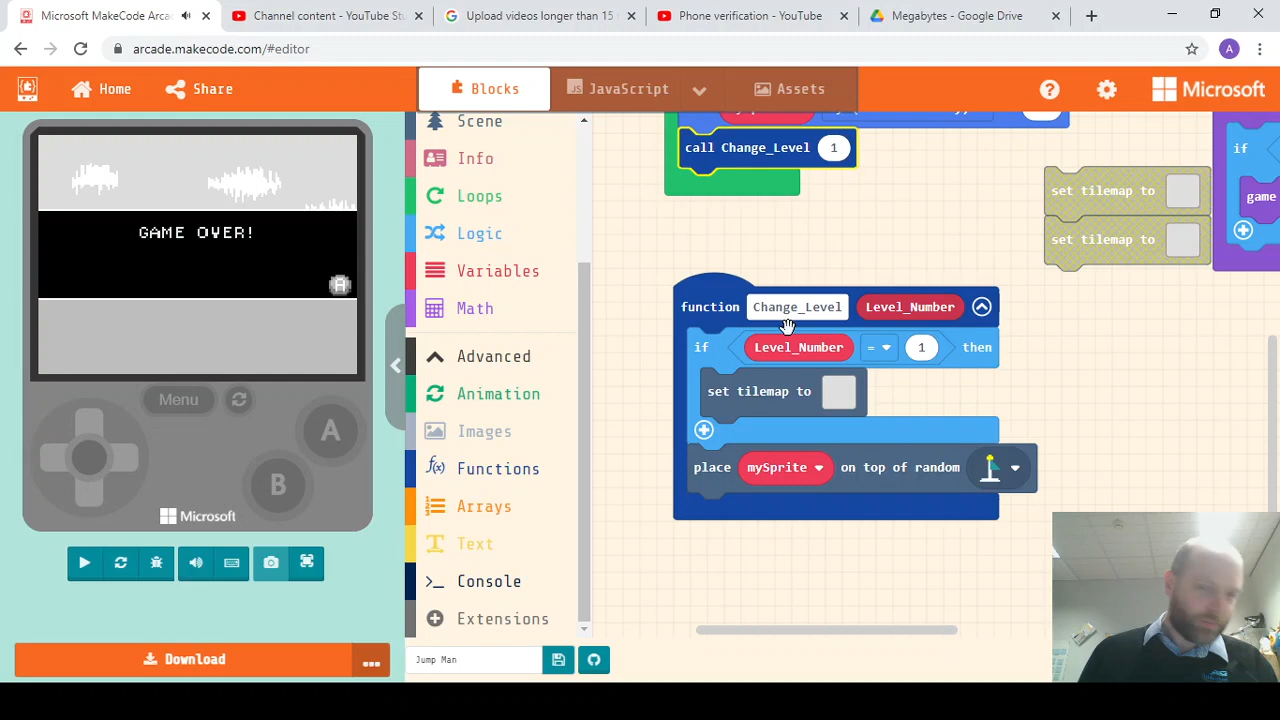 Microsoft MakeCode Arca
Channel content - YouTube Stu
Upload videos longer than 15 m
Phone verification - YouTube
Megabytes - Google Drive
arcade.makecode.com/#editor
A
Home
Share
Blocks
JavaScript
Assets
Microsoft
GAME OVER!
A
Menu
A
B
Microsoft
Download
...
Scene
Info
Loops
Logic
Variables
Math
Advanced
Animation
Images
Functions
Arrays
Text
Console
Extensions
Jump Man
call Change_Level 1
set tilemap to
set tilemap to
if
game
function Change_Level Level_Number
if Level_Number = 1 then
set tilemap to
place mySprite on top of random